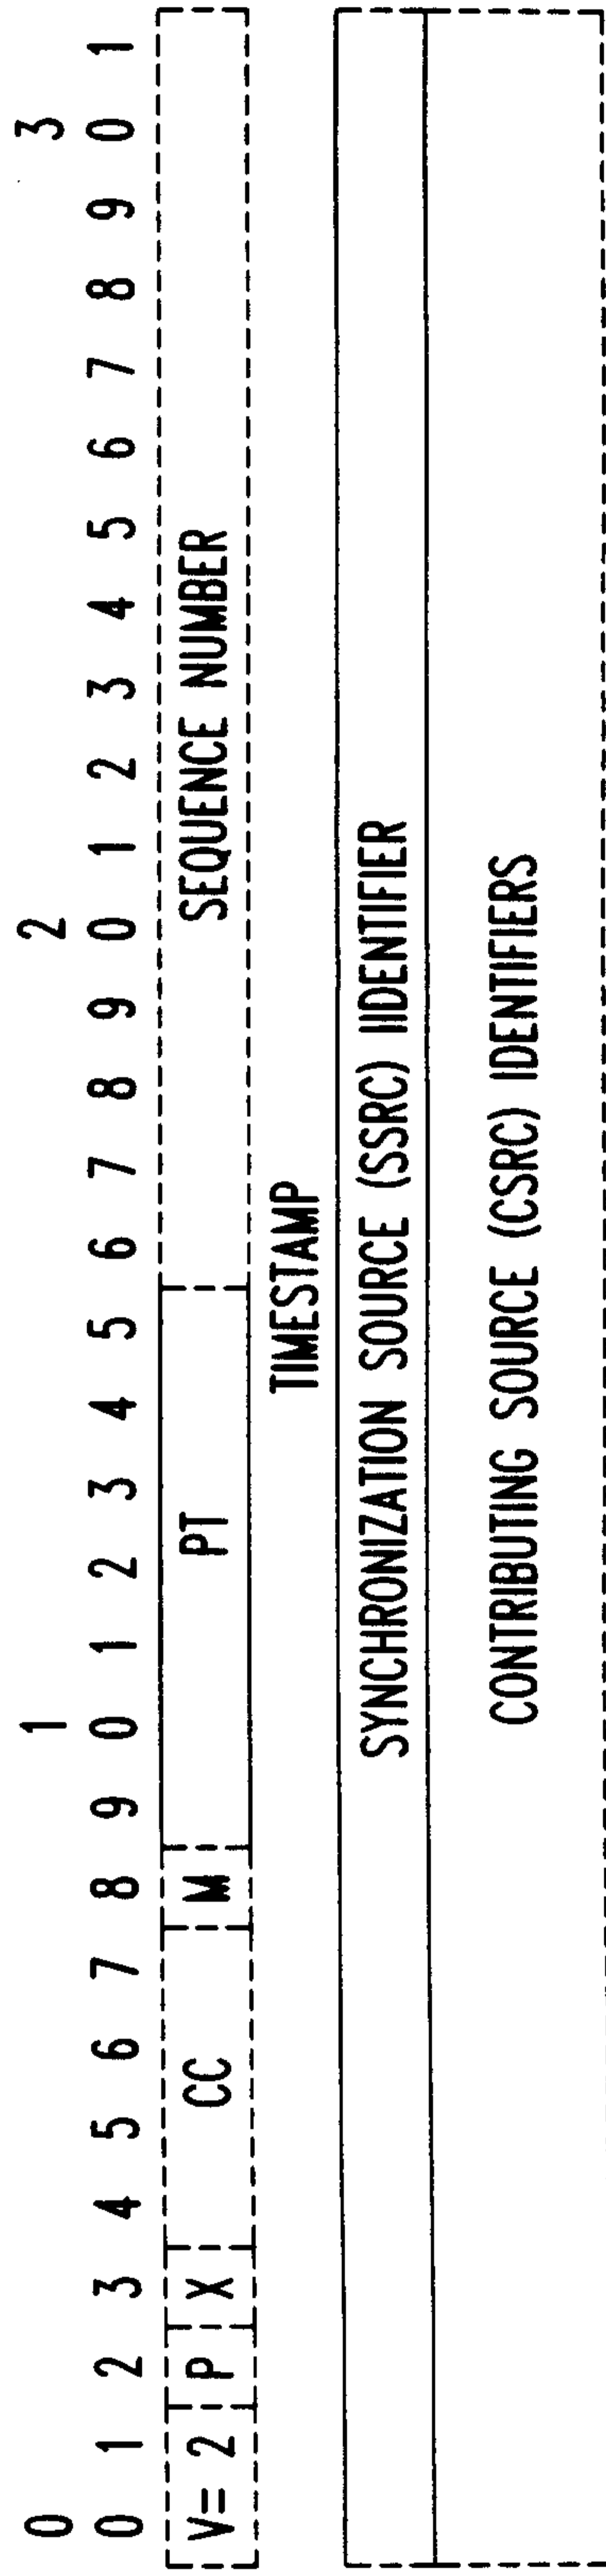 0 1 2 3
0 1 2 3 4 5 6 7 8 9 0 1 2 3 4 5 6 7 8 9 0 1 2 3 4 5 6 7 8 9 0 1
V= 2 P X CC M PT SEQUENCE NUMBER
TIMESTAMP
SYNCHRONIZATION SOURCE (SSRC) IIDENTIFIER
CONTRIBUTING SOURCE (CSRC) IDENTIFIERS